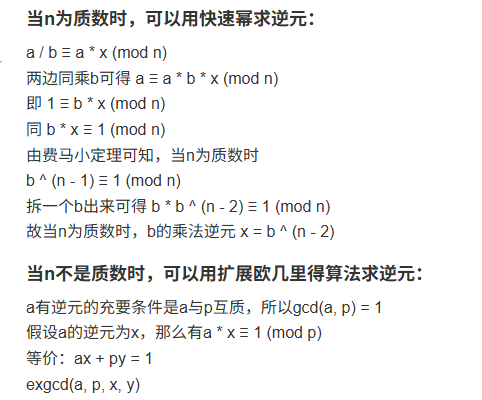 当n为质数时，可以用快速幂求逆元：
a / b ≡ a * x (mod n)
两边同乘b可得 a ≡ a * b * x (mod n)
即 1 ≡ b * x (mod n)
同 b * x ≡ 1 (mod n)
由费马小定理可知，当n为质数时
b ^ (n - 1) ≡ 1 (mod n)
拆一个b出来可得 b * b ^ (n - 2) ≡ 1 (mod n)
故当n为质数时，b的乘法逆元 x = b ^ (n - 2)
当n不是质数时，可以用扩展欧几里得算法求逆元：
a有逆元的充要条件是a与p互质，所以gcd(a, p) = 1
假设a的逆元为x，那么有a * x ≡ 1 (mod p)
等价：ax + py = 1
exgcd(a, p, x, y)